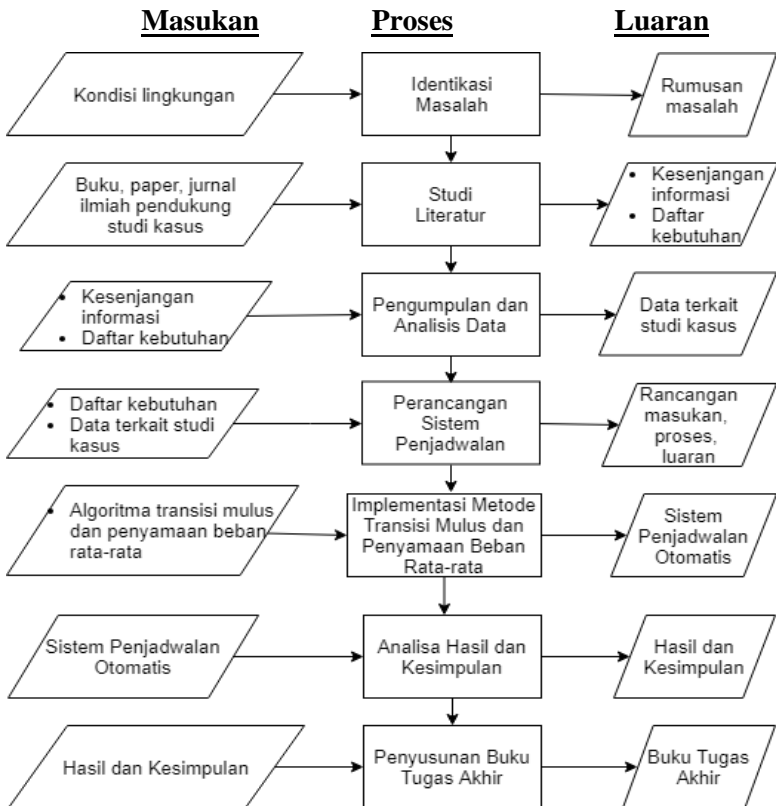 Masukan Proses Luaran
Kondisi lingkungan
Identikasi
Masalah
Rumusan
masalah
Buku, paper, jurnal
ilmiah pendukung
studi kasus
Studi
Literatur
• Kesenjangan
informasi
• Daftar
kebutuhan
• Kesenjangan
informasi
• Daftar kebutuhan
Pengumpulan dan
Analisis Data
Data terkait
studi kasus
• Daftar kebutuhan
• Data terkait studi
kasus
Perancangan
Sistem
Penjadwalan
Rancangan
masukan,
proses,
luaran
• Algoritma transisi mulus
dan penyamaan beban
rata-rata
Implementasi Metode
Transisi Mulus dan
Penyamaan Beban
Rata-rata
Sistem
Penjadwalan
Otomatis
Sistem Penjadwalan
Otomatis
Analisa Hasil dan
Kesimpulan
Hasil dan
Kesimpulan
Hasil dan Kesimpulan
Penyusunan Buku
Tugas Akhir
Buku Tugas
Akhir